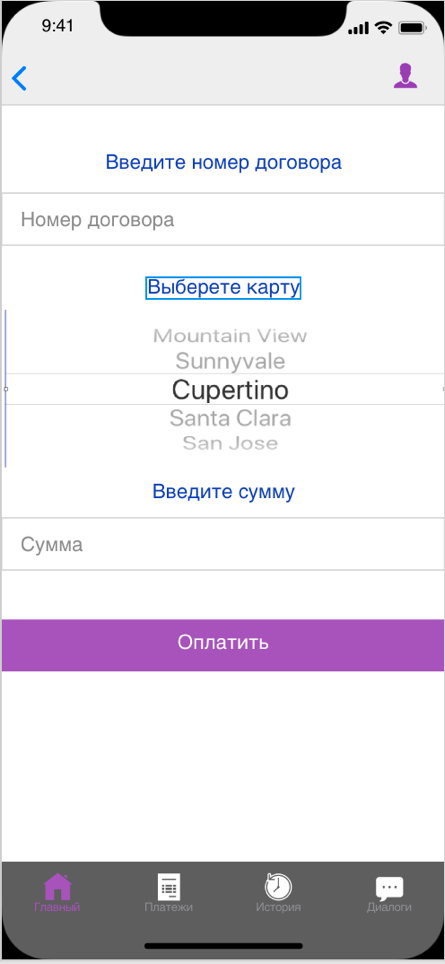 9:41
Введите номер договора
Номер договора
Выберете карту
Mountain View
Sunnyvale
Cupertino
Santa Clara
San Jose
Введите сумму
Сумма
Оплатить
Главный Платежи История Диалоги